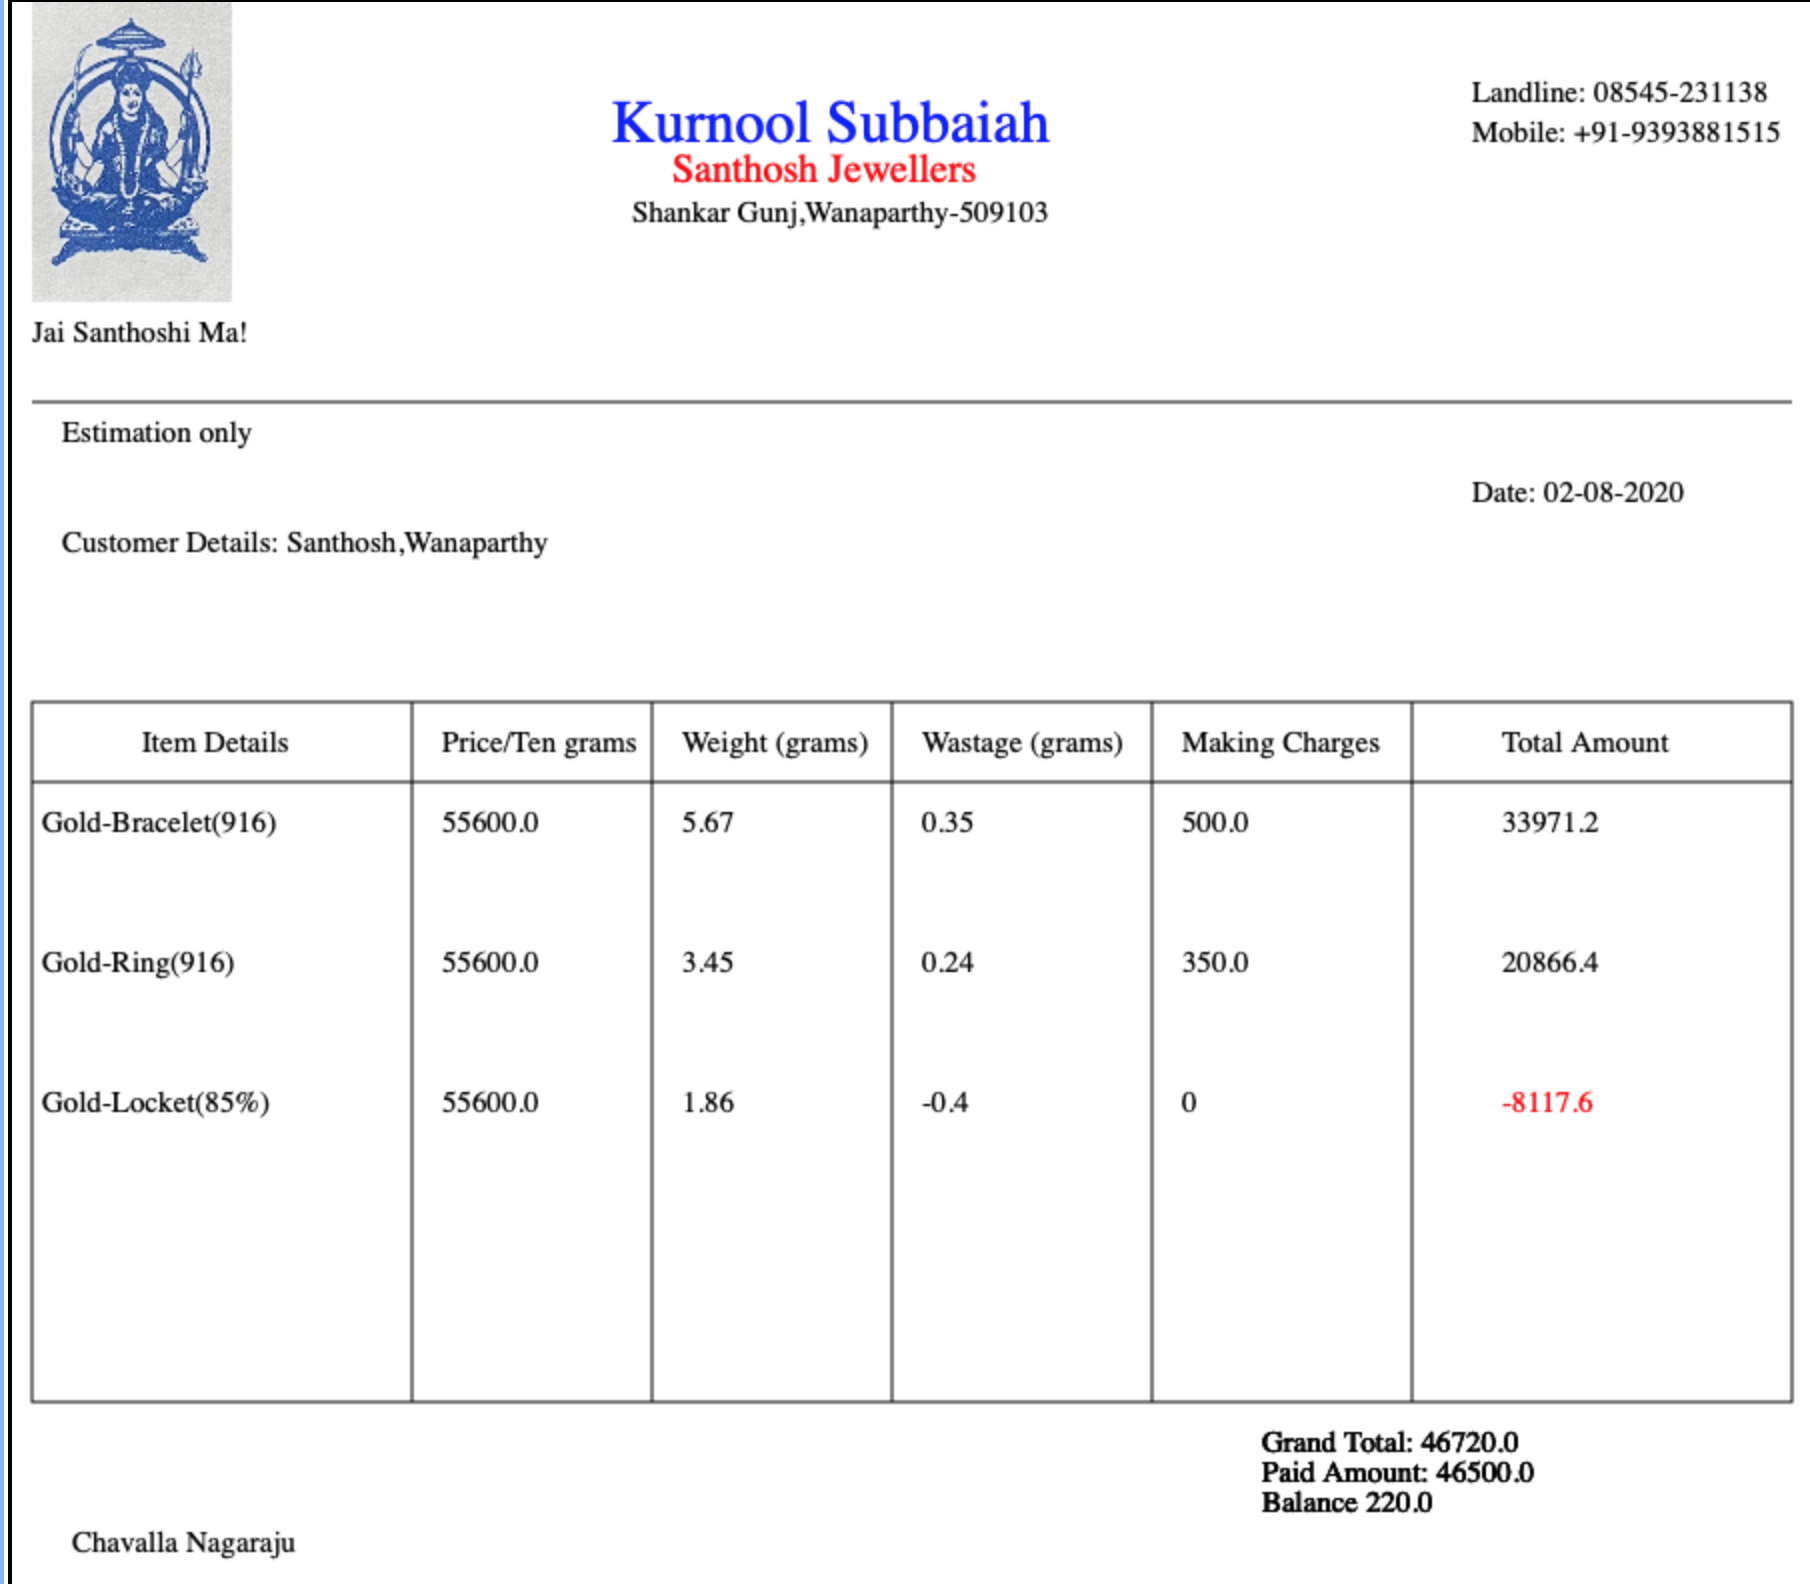 Kurnool Subbaiah
Santhosh Jewellers
Shankar Gunj,Wanaparthy-509103
Landline: 08545-231138
Mobile: +91-9393881515
Jai Santhoshi Ma!
Estimation only
Date: 02-08-2020
Customer Details: Santhosh,Wanaparthy
Item Details Price/Ten grams Weight (grams) Wastage (grams) Making Charges Total Amount
Gold-Bracelet(916) 55600.0 5.67 0.35 500.0 33971.2
Gold-Ring(916) 55600.0 3.45 0.24 350.0 20866.4
Gold-Locket(85%) 55600.0 1.86 -0.4 0 -8117.6
Grand Total: 46720.0
Paid Amount: 46500.0
Balance 220.0
Chavalla Nagaraju